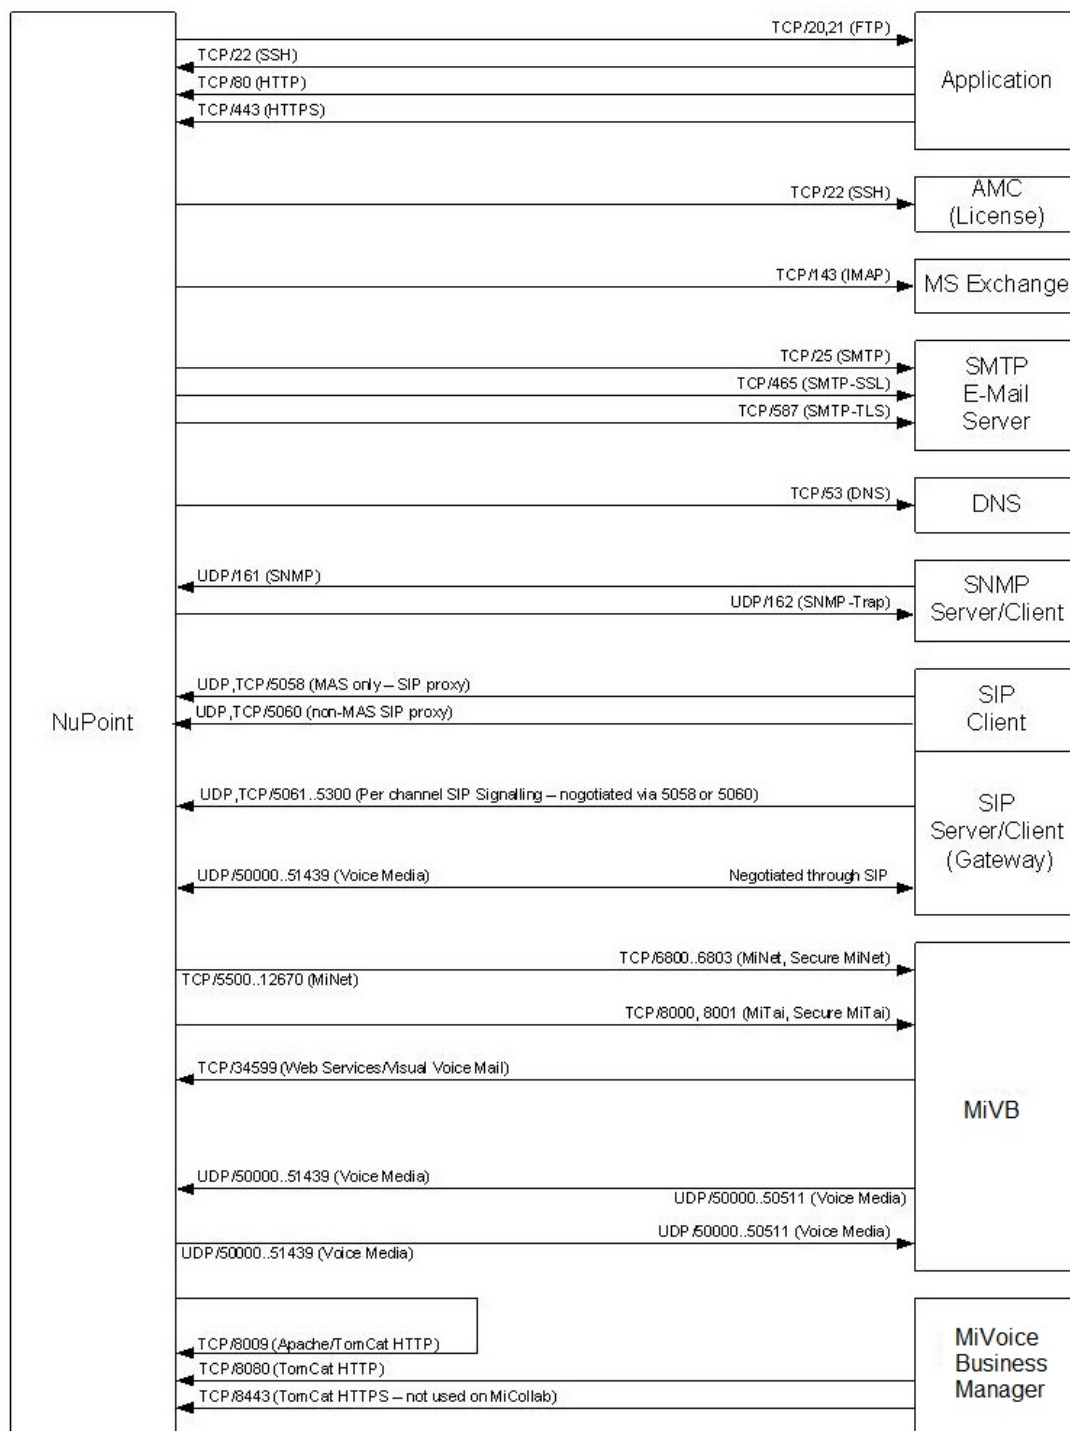 TCP/20,21 (FTP)
TCP/22 (SSH)
TCP/80 (HTTP)
TCP/443 (HTTPS)
Application
TCP/22 (SSH)
AMC
(License)
TCP/143 (IMAP)
MS Exchange
TCP/25 (SMTP)
TCP/465 (SMTP-SSL)
TCP/587 (SMTP-TLS)
SMTP
E-Mail
Server
TCP/53 (DNS)
DNS
UDP/161 (SNMP)
UDP/162 (SNMP-Trap)
SNMP
Server/Client
NuPoint
UDP,TCP/5058 (MAS only – SIP proxy)
UDP,TCP/5060 (non-MAS SIP proxy)
SIP
Client
UDP,TCP/5061..5300 (Per channel SIP Signalling – nogotiated via 5058 or 5060)
UDP/50000..51439 (Voice Media)
Negotiated through SIP
SIP
Server/Client
(Gateway)
TCP/6800..6803 (MiNet, Secure MiNet)
TCP/5500..12670 (MiNet)
TCP/8000, 8001 (MiTai, Secure MiTai)
TCP/34599 (Web Services/Visual Voice Mail)
MiVB
UDP/50000..51439 (Voice Media)
UDP/50000..50511 (Voice Media)
UDP/50000..50511 (Voice Media)
UDP/50000..51439 (Voice Media)
TCP/8009 (Apache/TomCat HTTP)
TCP/8080 (TomCat HTTP)
TCP/8443 (TomCat HTTPS – not used on MiCollab)
MiVoice
Business
Manager